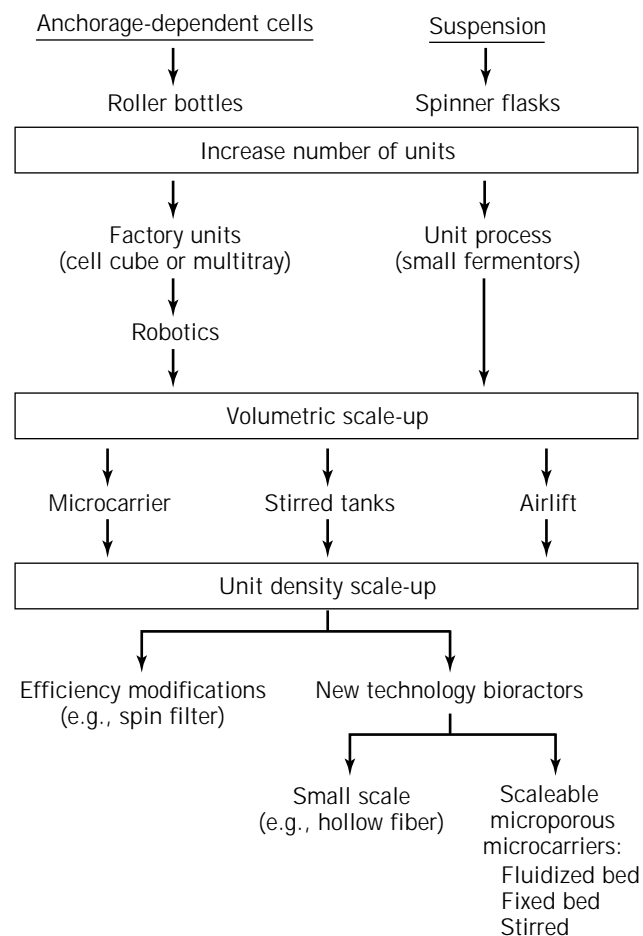 Anchorage-dependent cells
Suspension
Roller bottles
Spinner flasks
Increase number of units
Factory units
(cell cube or multitray)
Unit process
(small fermentors)
Robotics
Volumetric scale-up
Microcarrier
Stirred tanks
Airlift
Unit density scale-up
Efficiency modifications
(e.g., spin filter)
New technology bioractors
Small scale
(e.g., hollow fiber)
Scaleable
microporous
microcarriers:
Fluidized bed
Fixed bed
Stirred